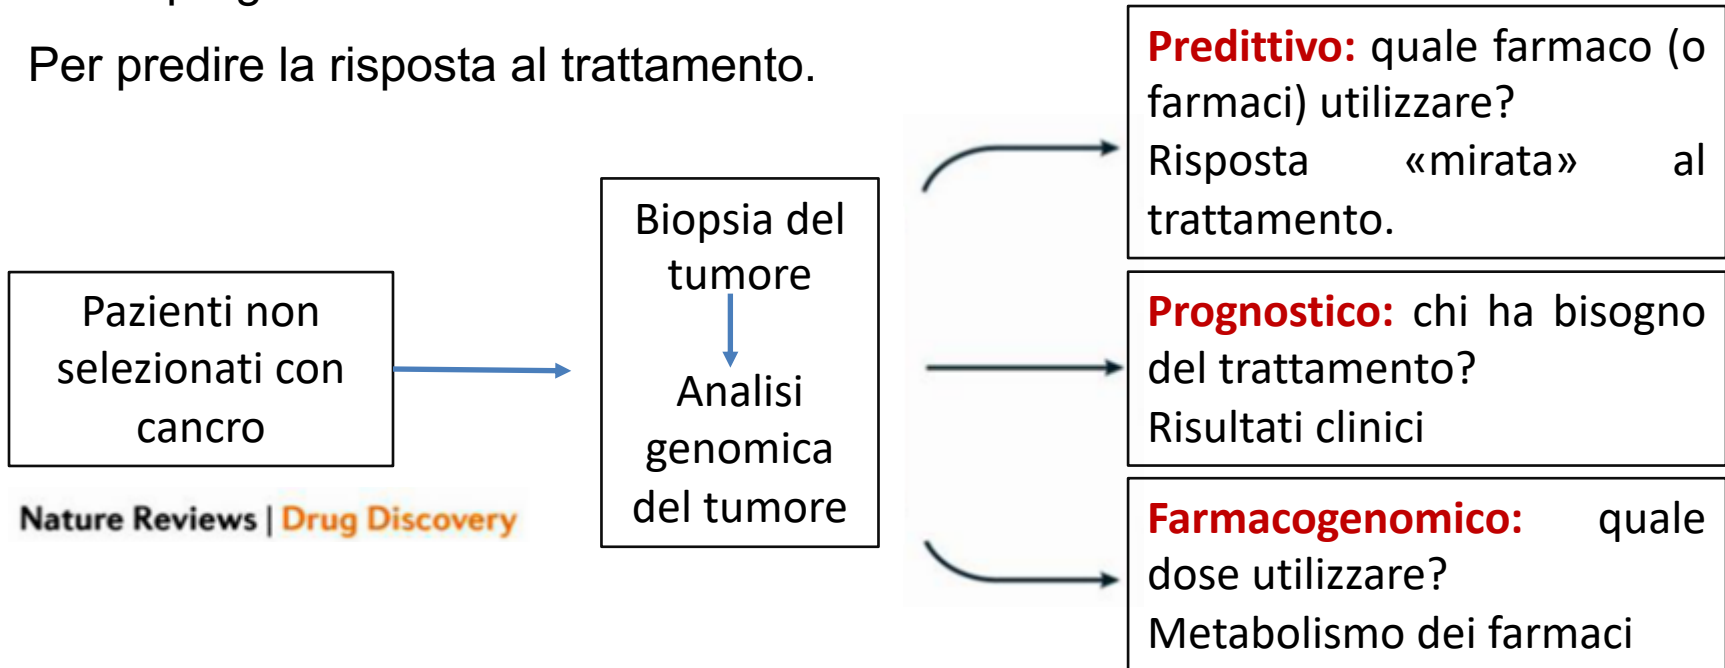 Per predire la risposta al trattamento.
Pazienti non
selezionati con
cancro
Nature Reviews | Drug Discovery
Biopsia del
tumore
Analisi
genomica
del tumore
Predittivo: quale farmaco (o
farmaci) utilizzare?
Risposta «mirata» al
trattamento.
Prognostico: chi ha bisogno
del trattamento?
Risultati clinici
Farmacogenomico: quale
dose utilizzare?
Metabolismo dei farmaci